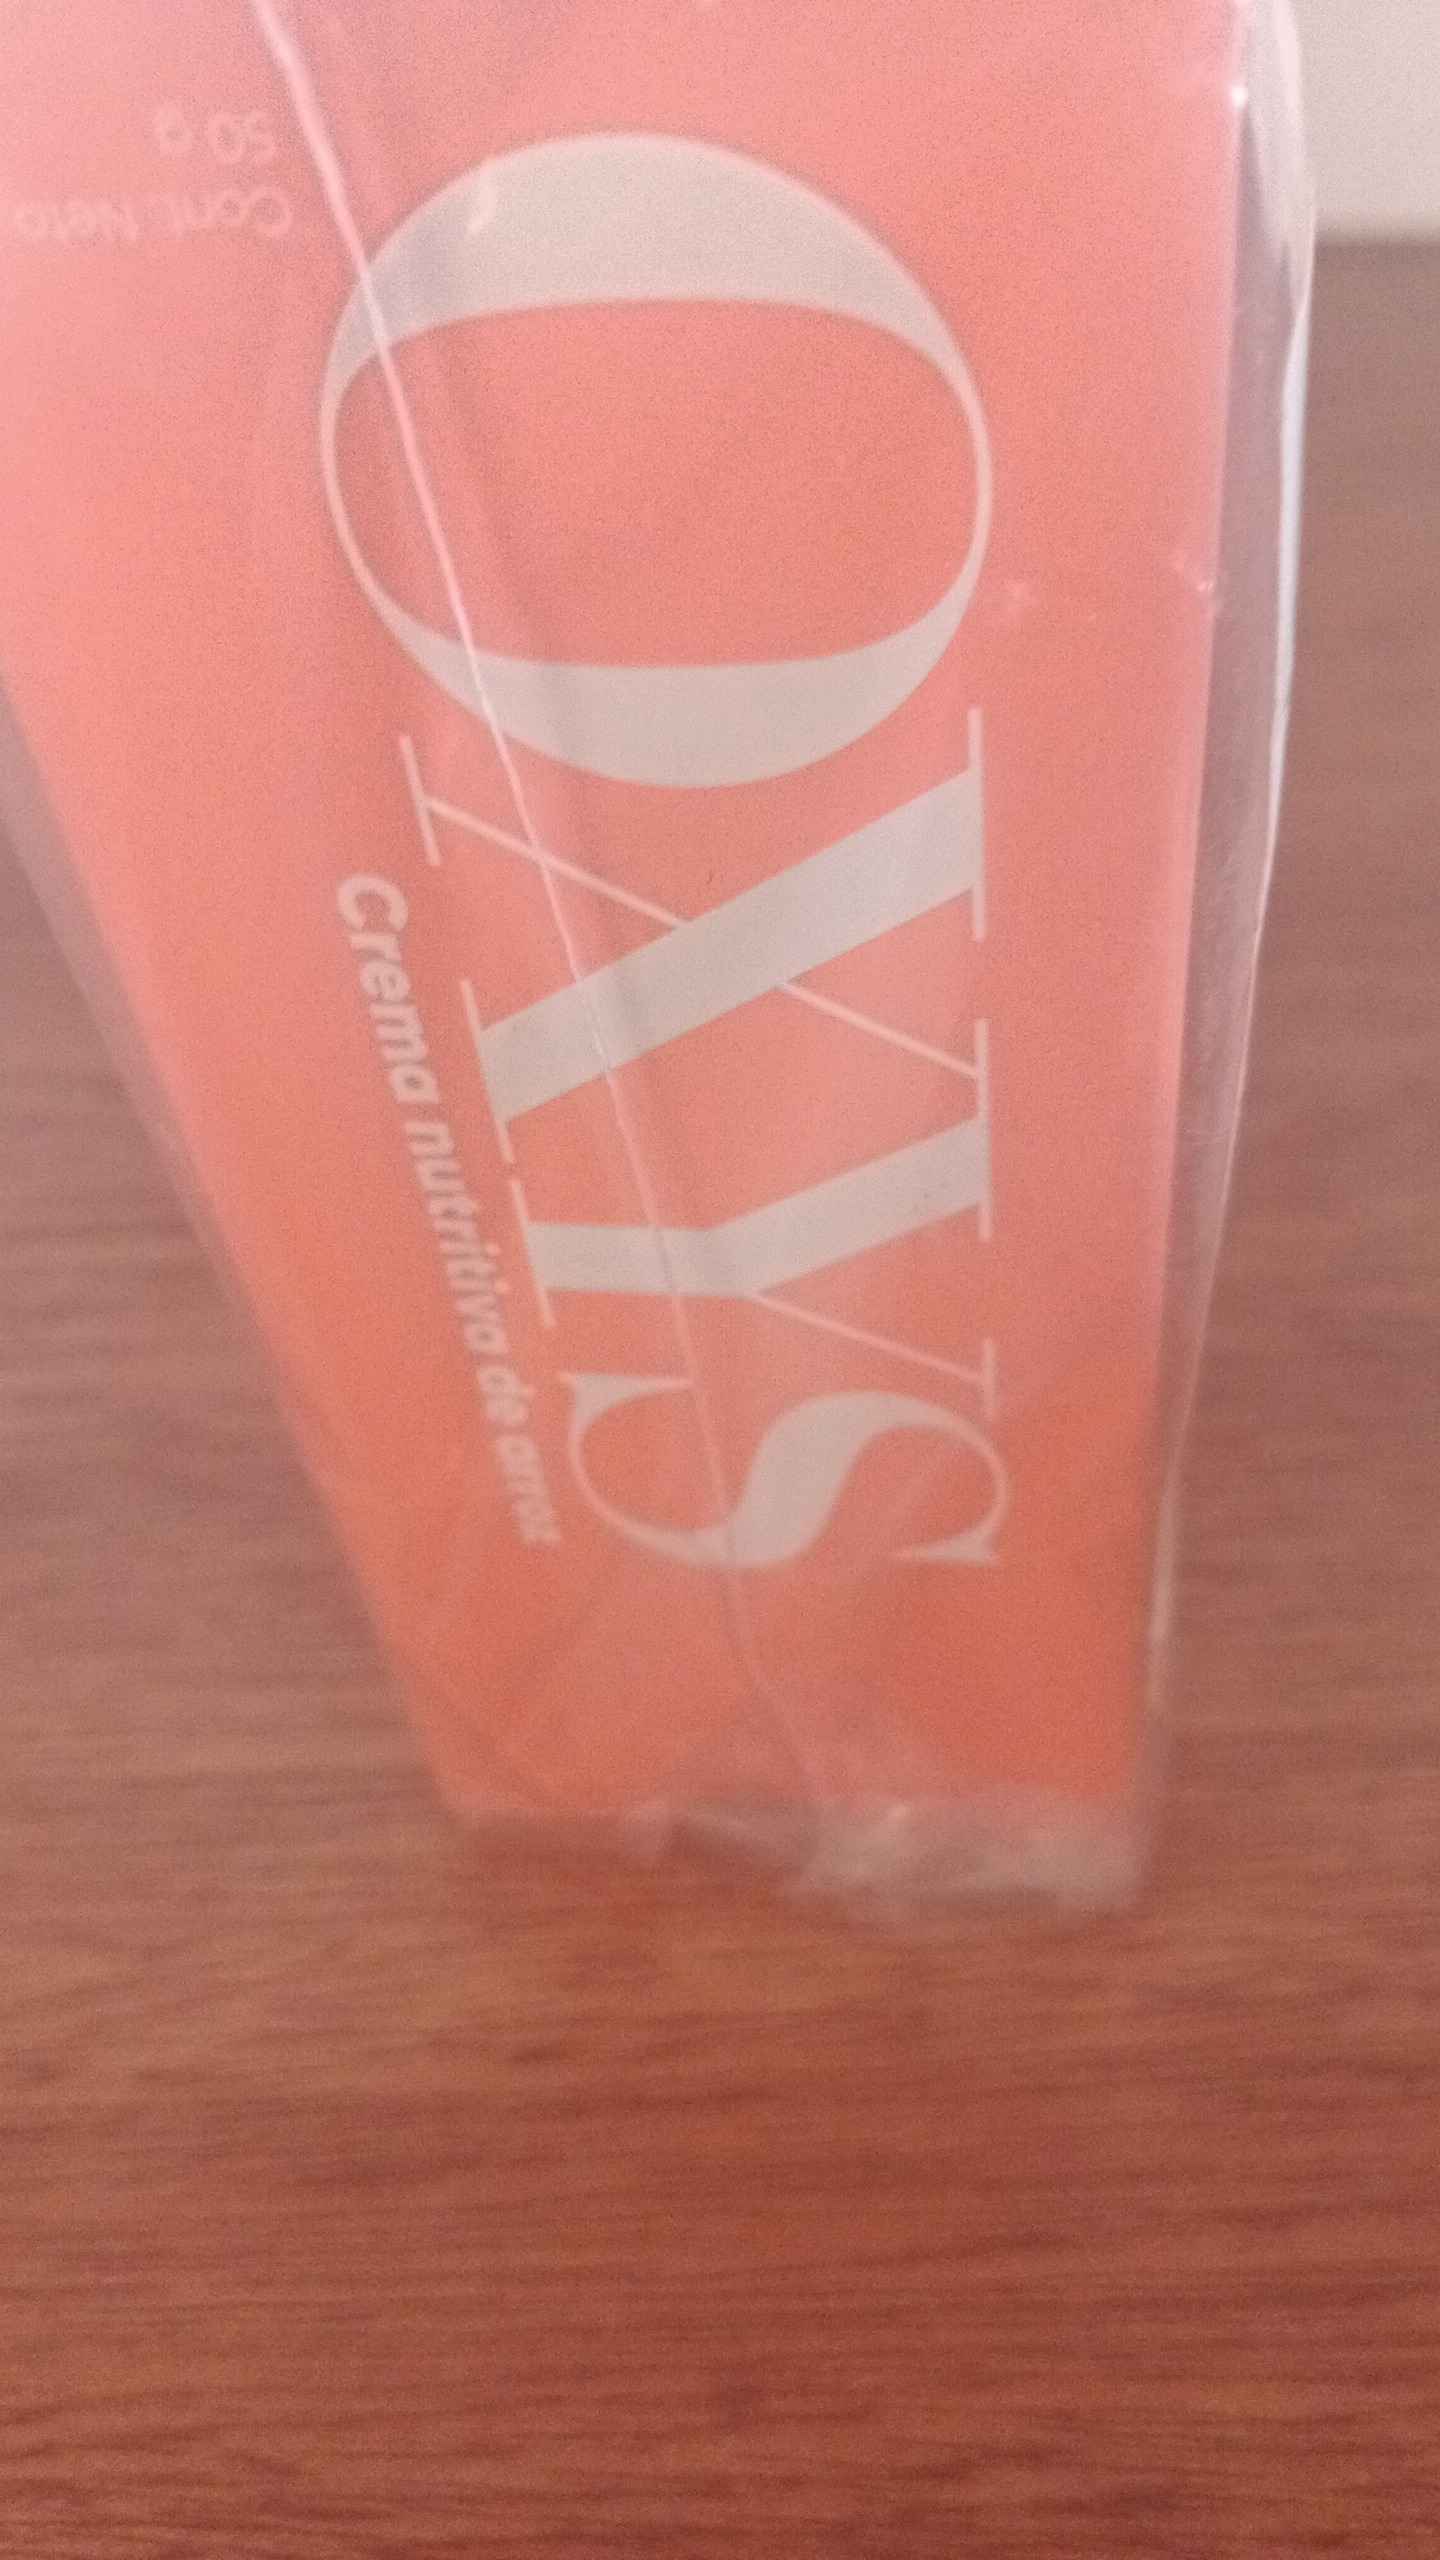 OXYS
Crema nutritiva de arroz
Cont. Neto
50 g